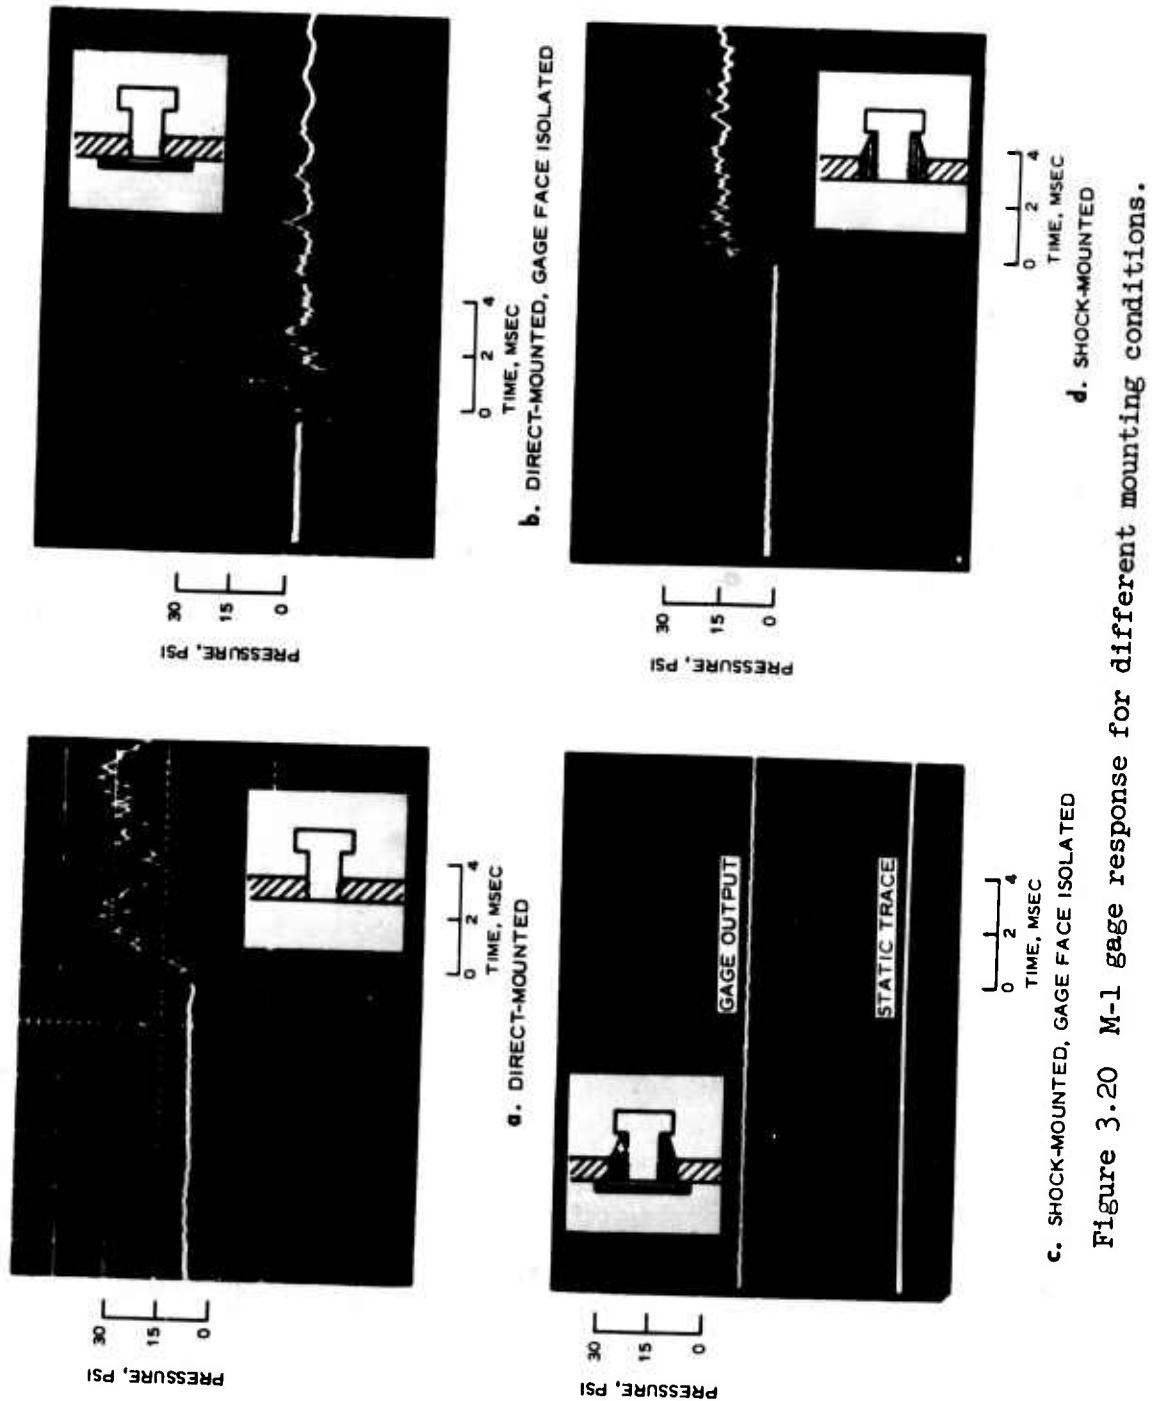 30
15
0
PRESSURE, PSI
0 2 4
TIME, MSEC
a. DIRECT-MOUNTED
30
15
0
PRESSURE, PSI
0 2 4
TIME, MSEC
b. DIRECT-MOUNTED, GAGE FACE ISOLATED
30
15
0
PRESSURE, PSI
GAGE OUTPUT
STATIC TRACE
0 2 4
TIME, MSEC
c. SHOCK-MOUNTED, GAGE FACE ISOLATED
30
15
0
PRESSURE, PSI
0 2 4
TIME, MSEC
d. SHOCK-MOUNTED
Figure 3.20 M-1 gage response for different mounting conditions.